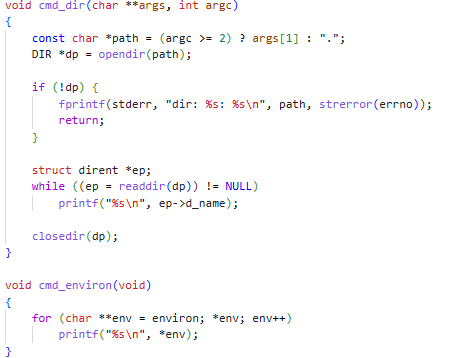 void cmd_dir(char **args, int argc)
{
    const char *path = (argc >= 2) ? args[1] : ".";
    DIR *dp = opendir(path);

    if (!dp) {
        fprintf(stderr, "dir: %s: %s\n", path, strerror(errno));
        return;
    }

    struct dirent *ep;
    while ((ep = readdir(dp)) != NULL)
        printf("%s\n", ep->d_name);

    closedir(dp);
}

void cmd_environ(void)
{
    for (char **env = environ; *env; env++)
        printf("%s\n", *env);
}